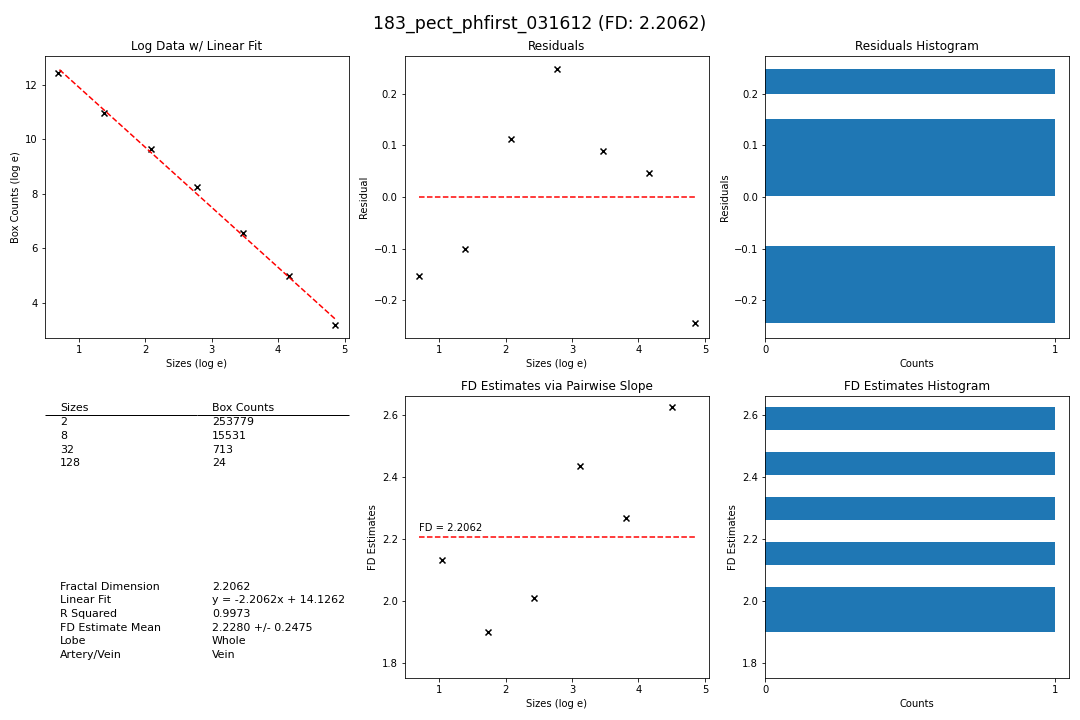 183_pect_phfirst_031612 (FD: 2.2062)
Log Data w/ Linear Fit
Box Counts (log e)
12
10
8
6
4
1 2 3 4 5
Sizes (log e)
Residuals
Residual
0.2
0.1
0.0
−0.1
−0.2
1 2 3 4 5
Sizes (log e)
Residuals Histogram
Residuals
0.2
0.1
0.0
−0.1
−0.2
0 1
Counts
Sizes Box Counts
2 253779
8 15531
32 713
128 24
Fractal Dimension 2.2062
Linear Fit y = -2.2062x + 14.1262
R Squared 0.9973
FD Estimate Mean 2.2280 +/- 0.2475
Lobe Whole
Artery/Vein Vein
FD Estimates via Pairwise Slope
FD Estimates
2.6
2.4
2.2
2.0
1.8
FD = 2.2062
1 2 3 4 5
Sizes (log e)
FD Estimates Histogram
FD Estimates
2.6
2.4
2.2
2.0
1.8
0 1
Counts